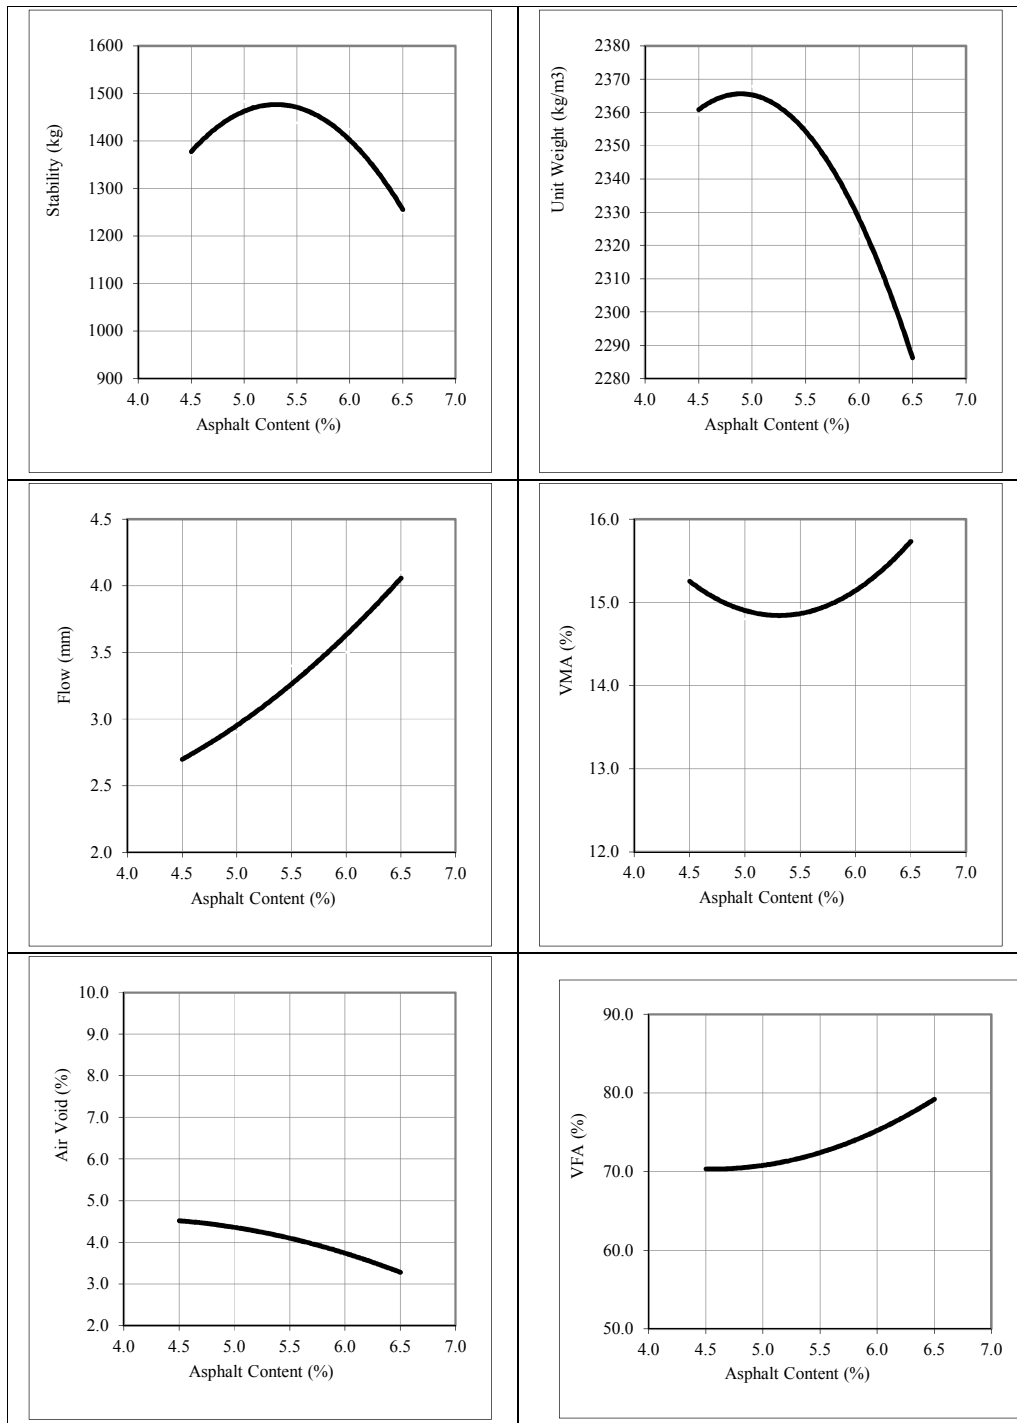 1600
1500
1400
1300
1200
1100
1000
900
Stability (kg)
4.0 4.5 5.0 5.5 6.0 6.5 7.0
Asphalt Content (%)
2380
2370
2360
2350
2340
2330
2320
2310
2300
2290
2280
Unit Weight (kg/m3)
4.0 4.5 5.0 5.5 6.0 6.5 7.0
Asphalt Content (%)
4.5
4.0
3.5
3.0
2.5
2.0
Flow (mm)
4.0 4.5 5.0 5.5 6.0 6.5 7.0
Asphalt Content (%)
16.0
15.0
14.0
13.0
12.0
VMA (%)
4.0 4.5 5.0 5.5 6.0 6.5 7.0
Asphalt Content (%)
10.0
9.0
8.0
7.0
6.0
5.0
4.0
3.0
2.0
Air Void (%)
4.0 4.5 5.0 5.5 6.0 6.5 7.0
Asphalt Content (%)
90.0
80.0
70.0
60.0
50.0
VFA (%)
4.0 4.5 5.0 5.5 6.0 6.5 7.0
Asphalt Content (%)